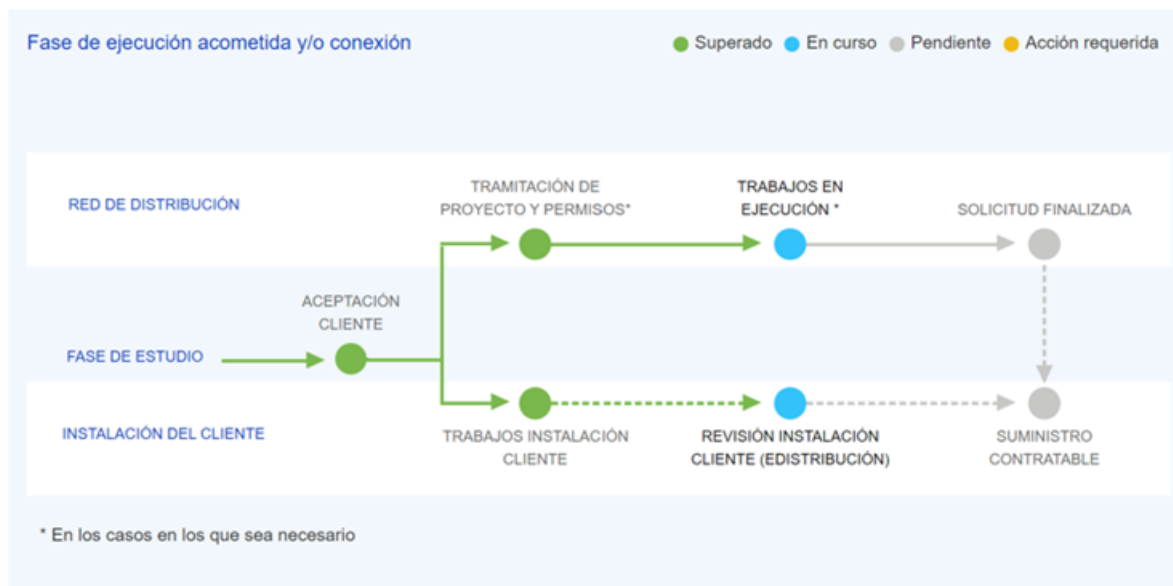 Fase de ejecución acometida y/o conexión
Superado
En curso
Pendiente
Acción requerida
RED DE DISTRIBUCIÓN
TRAMITACIÓN DE
PROYECTO Y PERMISOS*
TRABAJOS EN
EJECUCIÓN *
SOLICITUD FINALIZADA
ACEPTACIÓN
CLIENTE
FASE DE ESTUDIO
INSTALACIÓN DEL CLIENTE
TRABAJOS INSTALACIÓN
CLIENTE
REVISIÓN INSTALACIÓN
CLIENTE (EDISTRIBUCIÓN)
SUMINISTRO
CONTRATABLE
* En los casos en los que sea necesario